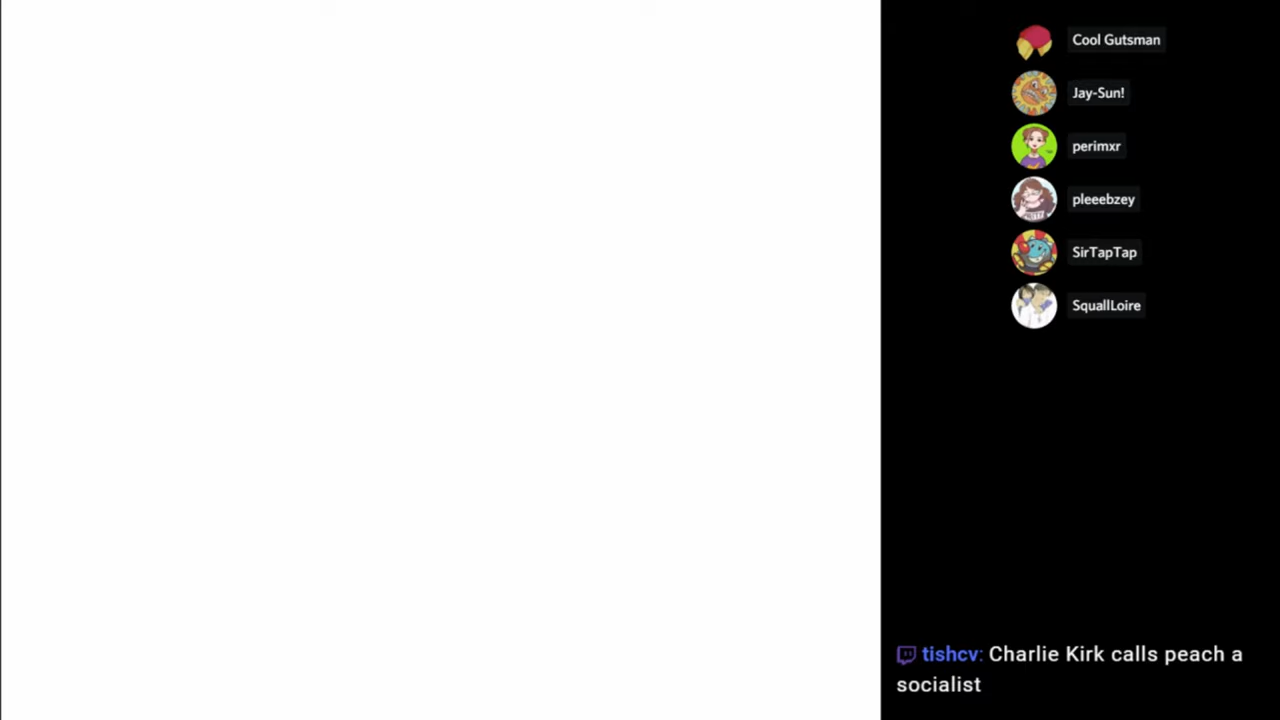 Cool Gutsman
Jay-Sun!
perimxr
pleeebzey
SirTapTap
SquallLoire
tishcv: Charlie Kirk calls peach a
socialist